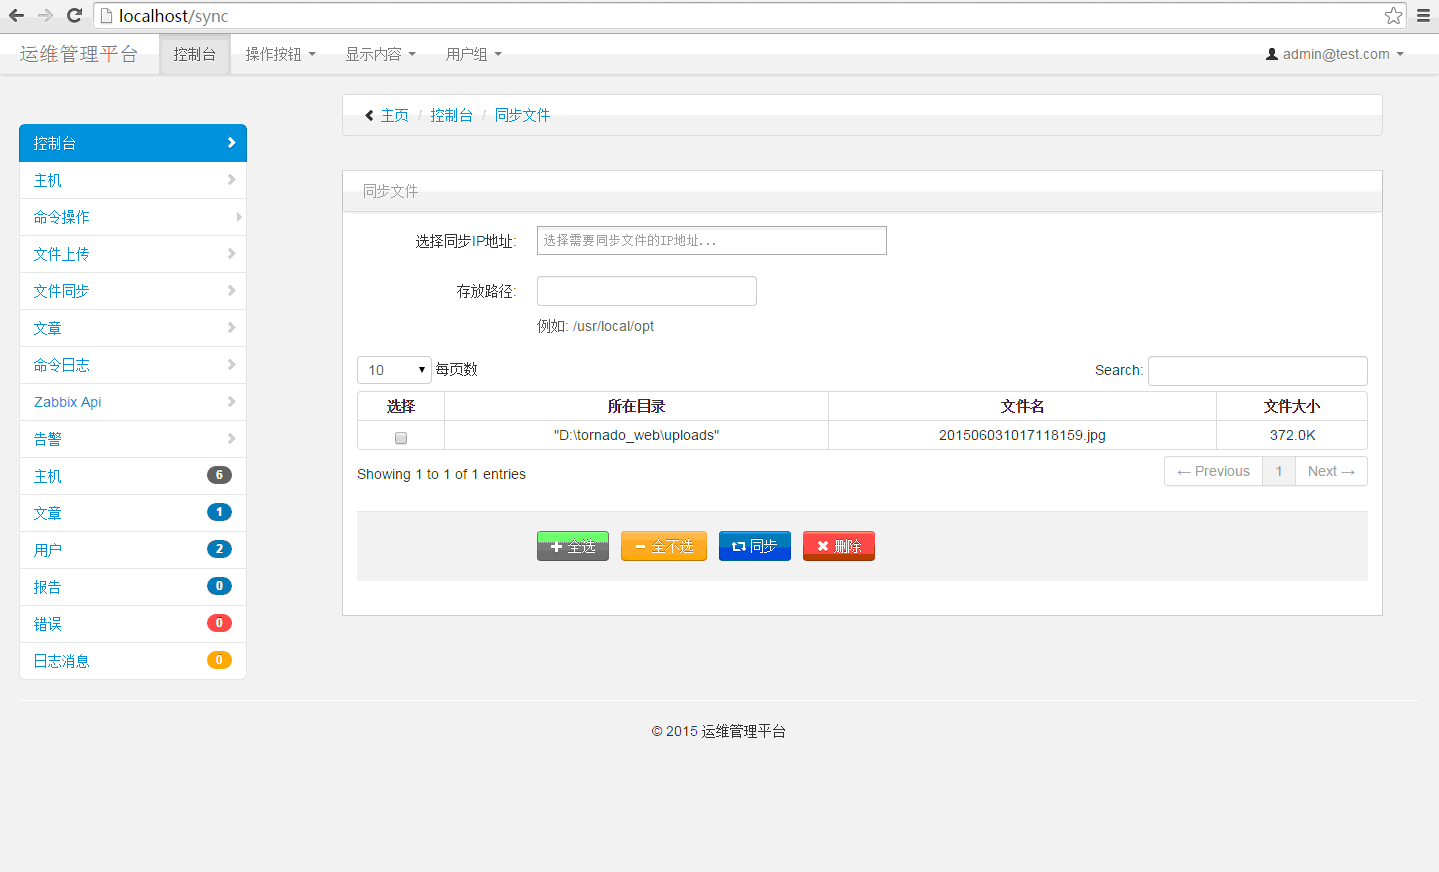 localhost/sync
运维管理平台 控制台 操作按钮 显示内容 用户组 admin@test.com
主页 / 控制台 / 同步文件
控制台
主机
命令操作
文件上传
文件同步
文章
命令日志
Zabbix Api
告警
主机 6
文章 1
用户 2
报告 0
错误 0
日志消息 0
同步文件
选择同步IP地址: 选择需要同步文件的IP地址...
存放路径:
例如: /usr/local/opt
10 每页数 Search:
选择 所在目录 文件名 文件大小
"D:\tornado_web\uploads" 201506031017118159.jpg 372.0K
Showing 1 to 1 of 1 entries ← Previous 1 Next →
全选 全不选 同步 删除
© 2015 运维管理平台